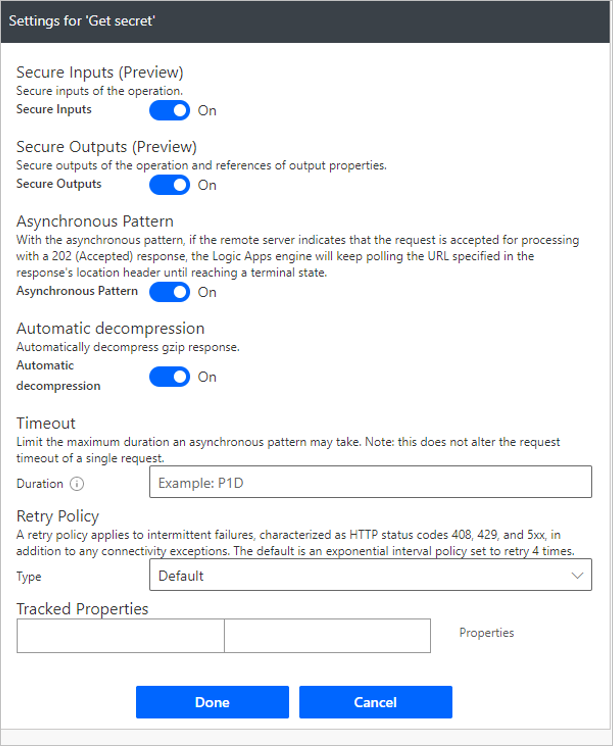 Settings for 'Get secret'
Secure Inputs (Preview)
Secure inputs of the operation.
Secure Inputs On
Secure Outputs (Preview)
Secure outputs of the operation and references of output properties.
Secure Outputs On
Asynchronous Pattern
With the asynchronous pattern, if the remote server indicates that the request is accepted for processing
with a 202 (Accepted) response, the Logic Apps engine will keep polling the URL specified in the
response's location header until reaching a terminal state.
Asynchronous Pattern On
Automatic decompression
Automatically decompress gzip response.
Automatic
decompression On
Timeout
Limit the maximum duration an asynchronous pattern may take. Note: this does not alter the request
timeout of a single request.
Duration Example: P1D
Retry Policy
A retry policy applies to intermittent failures, characterized as HTTP status codes 408, 429, and 5xx, in
addition to any connectivity exceptions. The default is an exponential interval policy set to retry 4 times.
Type Default
Tracked Properties
Properties
Done Cancel